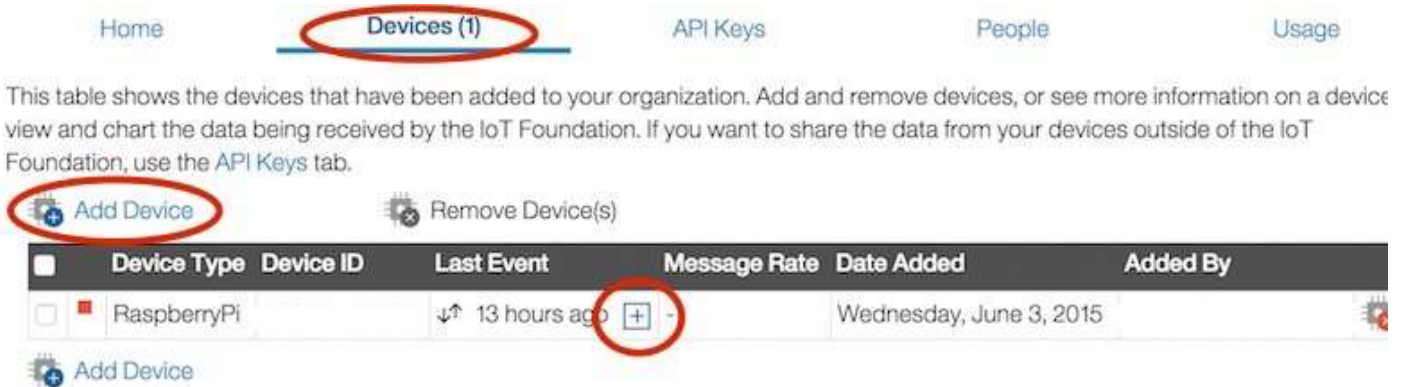 Home Devices (1) API Keys People Usage
This table shows the devices that have been added to your organization. Add and remove devices, or see more information on a device
view and chart the data being received by the IoT Foundation. If you want to share the data from your devices outside of the IoT
Foundation, use the API Keys tab.
Add Device Remove Device(s)
Device Type Device ID Last Event Message Rate Date Added Added By
RaspberryPi 13 hours ago - Wednesday, June 3, 2015
Add Device